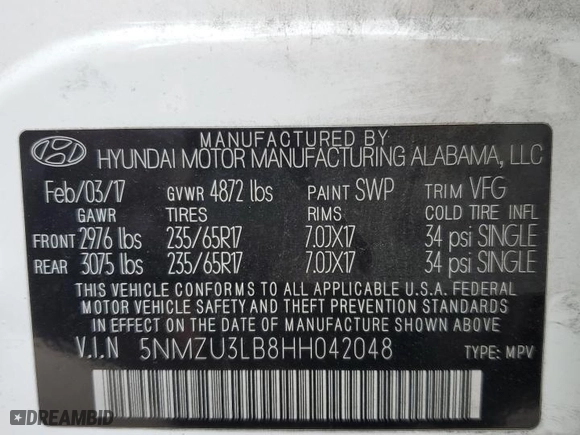 MANUFACTURED BY
HYUNDAI MOTOR MANUFACTURING ALABAMA, LLC
Feb/03/17 GVWR 4872 lbs PAINT SWP TRIM VFG
GAWR TIRES RIMS COLD TIRE INFL
FRONT 2976 lbs 235/65R17 7.0JX17 34 psi SINGLE
REAR 3075 lbs 235/65R17 7.0JX17 34 psi SINGLE
THIS VEHICLE CONFORMS TO ALL APPLICABLE U.S.A. FEDERAL
MOTOR VEHICLE SAFETY AND THEFT PREVENTION STANDARDS
IN EFFECT ON THE DATE OF MANUFACTURE SHOWN ABOVE.
V.I.N 5NMZU3LB8HH042048 TYPE: MPV
DREAMBID